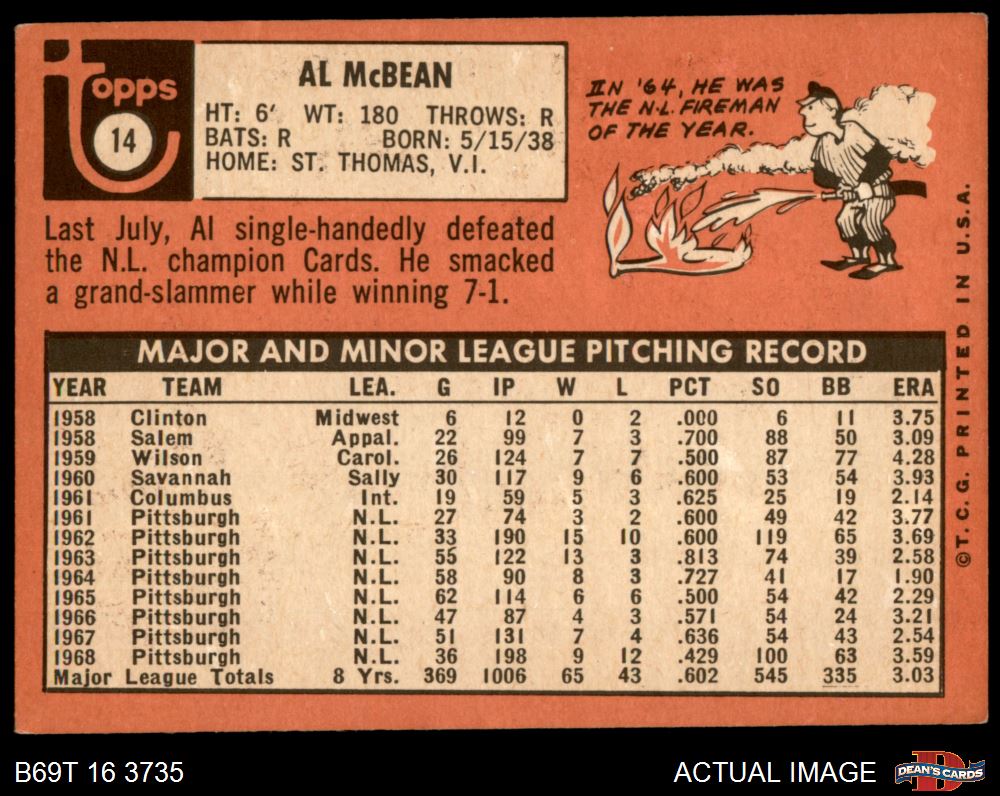 topps
14
AL McBEAN
HT: 6' WT: 180 THROWS: R
BATS: R BORN: 5/15/38
HOME: ST. THOMAS, V.I.
IN '64, HE WAS
THE N.L. FIREMAN
OF THE YEAR.
Last July, Al single-handedly defeated
the N.L. champion Cards. He smacked
a grand-slammer while winning 7-1.
MAJOR AND MINOR LEAGUE PITCHING RECORD
YEAR TEAM LEA. G IP W L PCT SO BB ERA
1958 Clinton Midwest 6 12 0 2 .000 6 11 3.75
1958 Salem Appal. 22 99 7 3 .700 88 50 3.09
1959 Wilson Carol. 26 124 7 7 .500 87 77 4.28
1960 Savannah Sally 30 117 9 6 .600 53 54 3.93
1961 Columbus Int. 19 59 5 3 .625 25 19 2.14
1961 Pittsburgh N.L. 27 74 3 2 .600 49 42 3.77
1962 Pittsburgh N.L. 33 190 15 10 .600 119 65 3.69
1963 Pittsburgh N.L. 55 122 13 3 .813 74 39 2.58
1964 Pittsburgh N.L. 58 90 8 3 .727 41 17 1.90
1965 Pittsburgh N.L. 62 114 6 6 .500 54 42 2.29
1966 Pittsburgh N.L. 47 87 4 3 .571 54 24 3.21
1967 Pittsburgh N.L. 51 131 7 4 .636 54 43 2.54
1968 Pittsburgh N.L. 36 198 9 12 .429 100 63 3.59
Major League Totals 8 Yrs. 369 1006 65 43 .602 545 335 3.03
©T. C. G. PRINTED IN U.S.A.
B69T 16 3735
ACTUAL IMAGE
D
DEAN'S CARDS